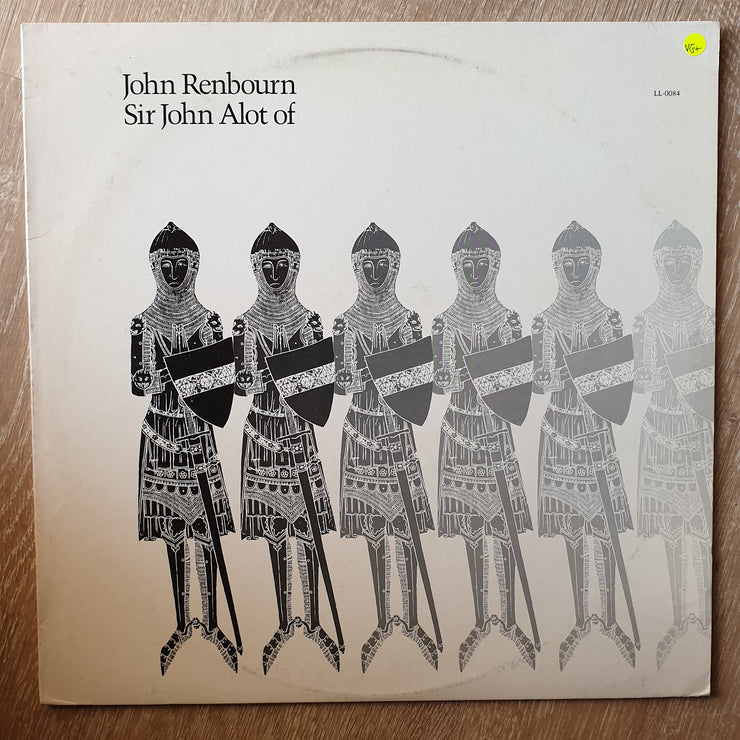 VG+
John Renbourn
LL-0084
Sir John Alot of